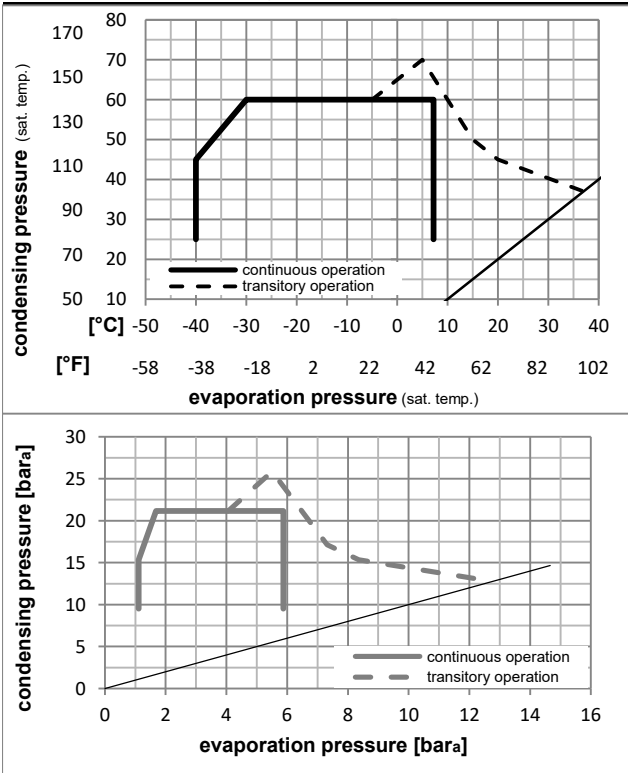 condensing pressure (sat. temp.)
170
150
130
110
90
70
50
80
70
60
50
40
30
20
10
continuous operation
transitory operation
[°C] -50 -40 -30 -20 -10 0 10 20 30 40
[°F] -58 -38 -18 2 22 42 62 82 102
evaporation pressure (sat. temp.)
condensing pressure [bara]
30
25
20
15
10
5
0
continuous operation
transitory operation
0 2 4 6 8 10 12 14 16
evaporation pressure [bara]